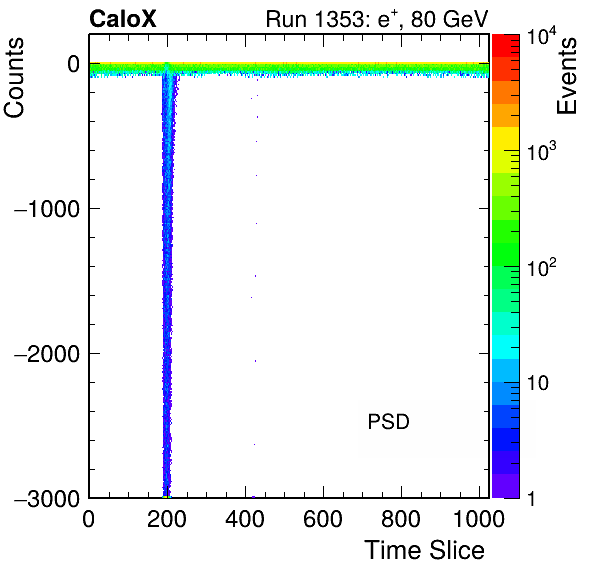 CaloX Run 1353: e⁺, 80 GeV
Counts
0
−1000
−2000
−3000
0 200 400 600 800 1000
Time Slice
PSD
Events
10⁴
10³
10²
10
1